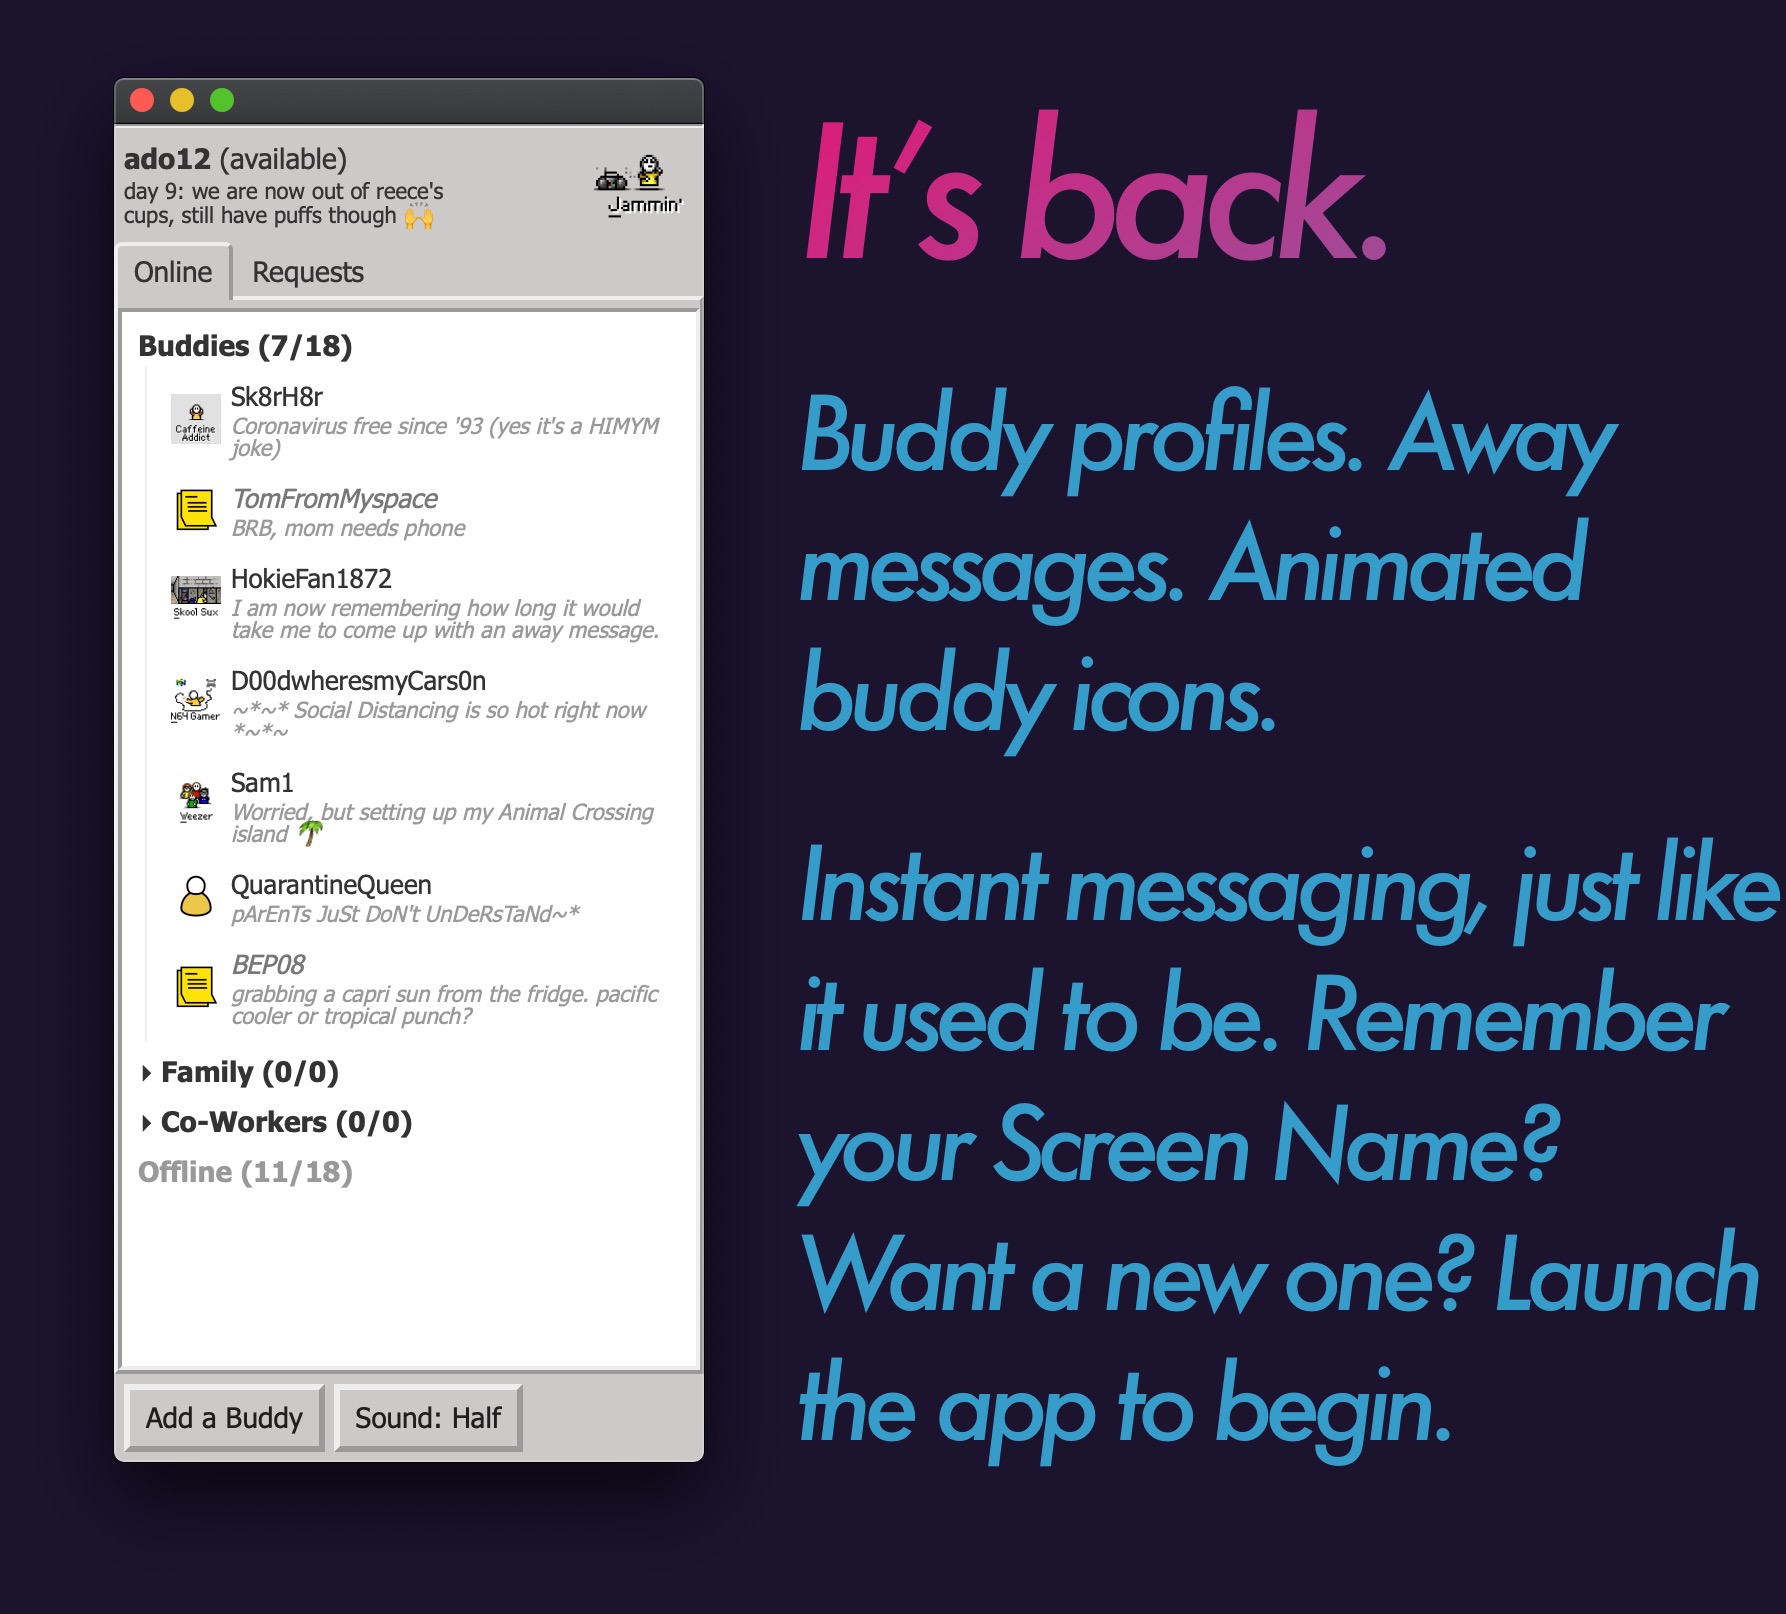 ado12 (available)
day 9: we are now out of reece's
cups, still have puffs though 🙌
Jammin'
Online
Requests
Buddies (7/18)
Caffeine
Addict
Sk8rH8r
Coronavirus free since '93 (yes it's a HIMYM
joke)
TomFromMyspace
BRB, mom needs phone
Skool Sux
HokieFan1872
I am now remembering how long it would
take me to come up with an away message.
N64 Gamer
D00dwheresmyCars0n
~*~* Social Distancing is so hot right now
*~*~
Weezer
Sam1
Worried, but setting up my Animal Crossing
island 🌴
QuarantineQueen
pArEnTs JuSt DoN't UnDeRsTaNd~*
BEP08
grabbing a capri sun from the fridge. pacific
cooler or tropical punch?
Family (0/0)
Co-Workers (0/0)
Offline (11/18)
Add a Buddy
Sound: Half
It's back.
Buddy profiles. Away
messages. Animated
buddy icons.
Instant messaging, just like
it used to be. Remember
your Screen Name?
Want a new one? Launch
the app to begin.